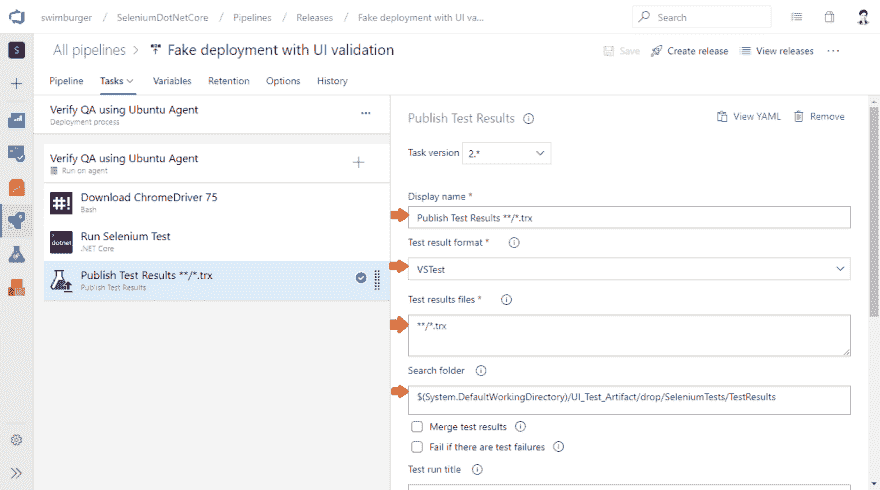 swimburger / SeleniumDotNetCore / Pipelines / Releases / Fake deployment with UI va...
Search
S
All pipelines > Fake deployment with UI validation
Save Create release View releases ...
Pipeline Tasks Variables Retention Options History
Verify QA using Ubuntu Agent
Deployment process
...
Verify QA using Ubuntu Agent
Run on agent
#!
Download ChromeDriver 75
Bash
dotnet
Run Selenium Test
.NET Core
Publish Test Results **/*.trx
Publish Test Results
Publish Test Results
View YAML Remove
Task version 2.*
Display name *
Publish Test Results **/*.trx
Test result format *
VSTest
Test results files *
**/*.trx
Search folder
$(System.DefaultWorkingDirectory)/UI_Test_Artifact/drop/SeleniumTests/TestResults
Merge test results
Fail if there are test failures
Test run title